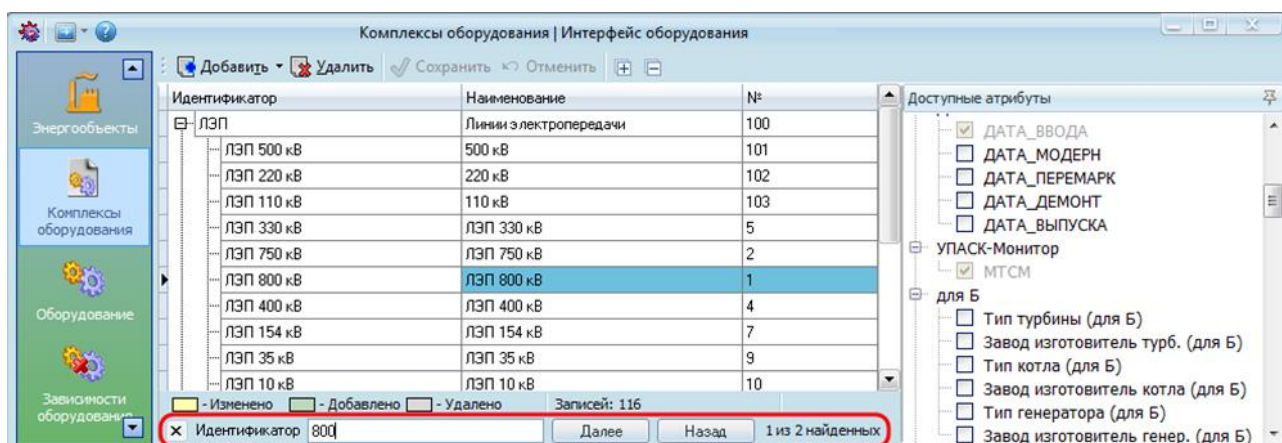 Комплексы оборудования | Интерфейс оборудования
Добавить Удалить Сохранить Отменить
Энергообъекты
Комплексы оборудования
Оборудование
Зависимости оборудования
Идентификатор Наименование №
ЛЭП Линии электропередачи 100
ЛЭП 500 кВ 500 кВ 101
ЛЭП 220 кВ 220 кВ 102
ЛЭП 110 кВ 110 кВ 103
ЛЭП 330 кВ ЛЭП 330 кВ 5
ЛЭП 750 кВ ЛЭП 750 кВ 2
ЛЭП 800 кВ ЛЭП 800 кВ 1
ЛЭП 400 кВ ЛЭП 400 кВ 4
ЛЭП 154 кВ ЛЭП 154 кВ 7
ЛЭП 35 кВ ЛЭП 35 кВ 9
ЛЭП 10 кВ ЛЭП 10 кВ 10
- Изменено - Добавлено - Удалено Записей: 116
Идентификатор 800 Далее Назад 1 из 2 найденных
Доступные атрибуты
ДАТА_ВВОДА
ДАТА_МОДЕРН
ДАТА_ПЕРЕМАРК
ДАТА_ДЕМОНТ
ДАТА_ВЫПУСКА
УПАСК-Монитор
МТСМ
для Б
Тип турбины (для Б)
Завод изготовитель турб. (для Б)
Тип котла (для Б)
Завод изготовитель котла (для Б)
Тип генератора (для Б)
Завод изготовитель генер. (для Б)